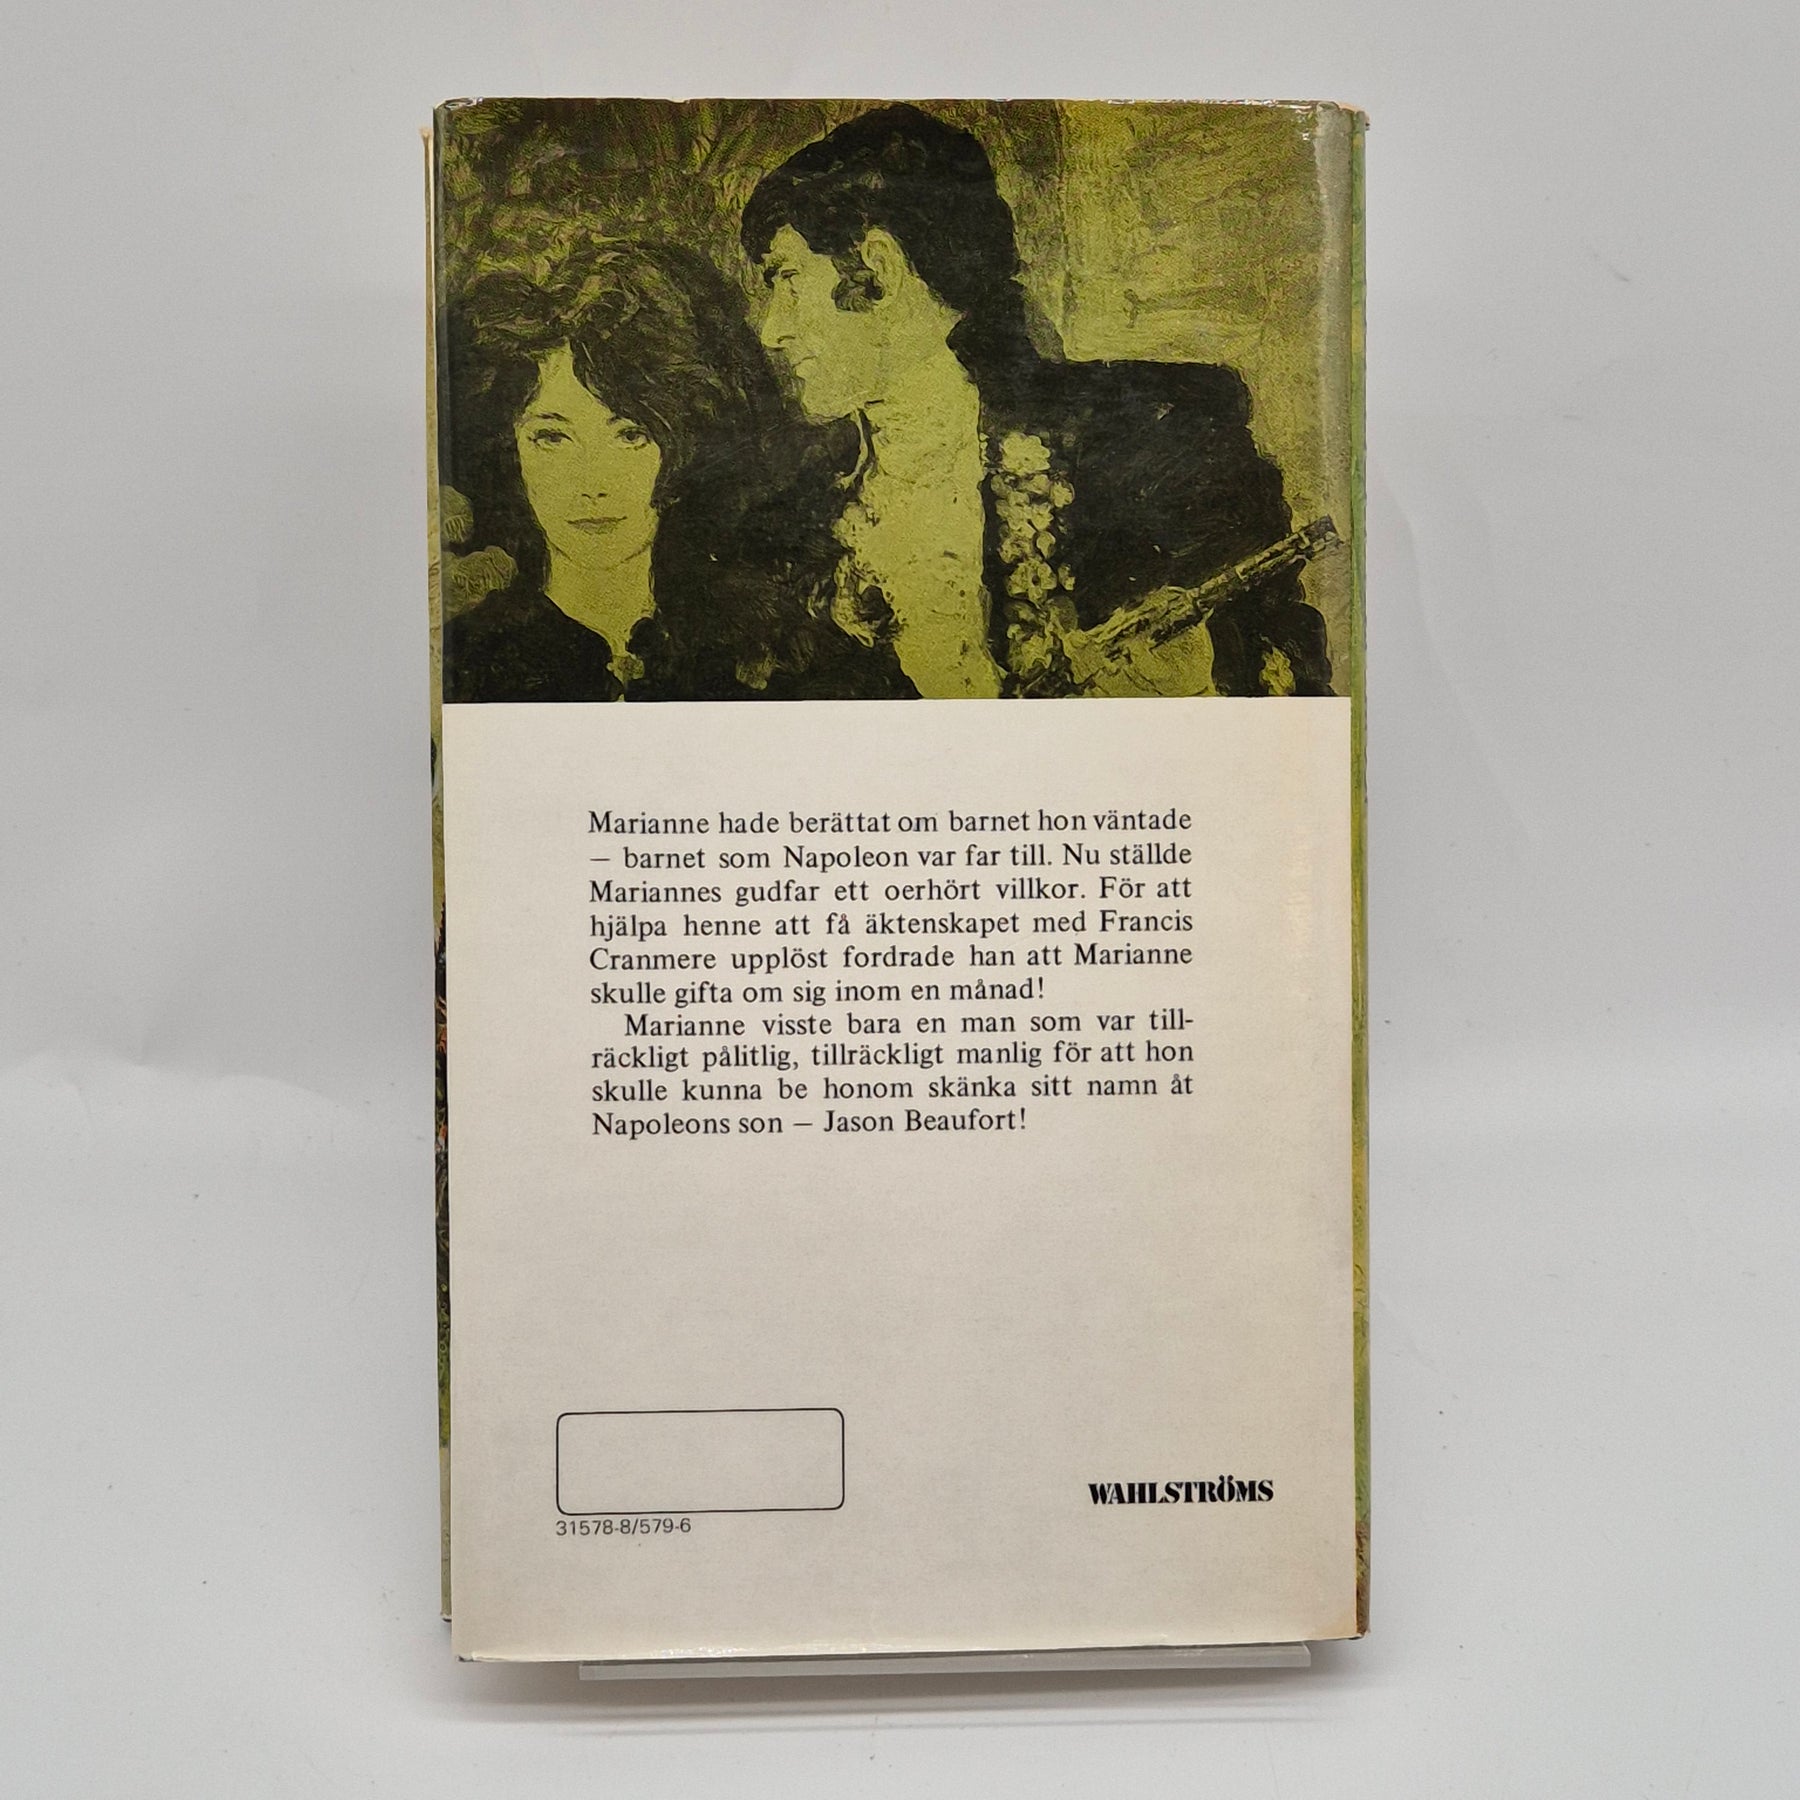 Marianne hade berättat om barnet hon väntade
— barnet som Napoleon var far till. Nu ställde
Mariannes gudfar ett oerhört villkor. För att
hjälpa henne att få äktenskapet med Francis
Cranmere upplöst fordrade han att Marianne
skulle gifta om sig inom en månad!
Marianne visste bara en man som var till-
räckligt pålitlig, tillräckligt manlig för att hon
skulle kunna be honom skänka sitt namn åt
Napoleons son — Jason Beaufort!
WAHLSTRÖMS
31578-8/579-6